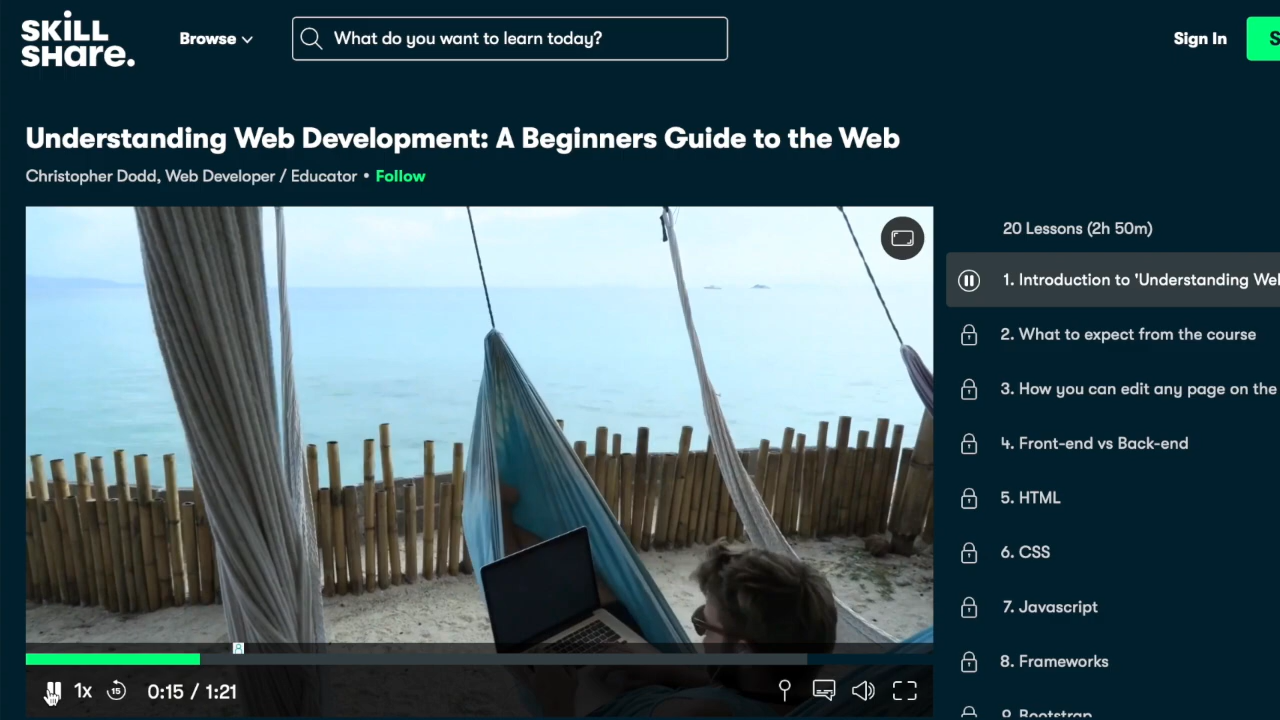 SKILL
SHare.
Browse
What do you want to learn today?
Sign In
S
Understanding Web Development: A Beginners Guide to the Web
Christopher Dodd, Web Developer / Educator • Follow
20 Lessons (2h 50m)
1. Introduction to 'Understanding We
2. What to expect from the course
3. How you can edit any page on the
4. Front-end vs Back-end
5. HTML
6. CSS
7. Javascript
8. Frameworks
9. Bootstrap
1x
15
0:15 / 1:21